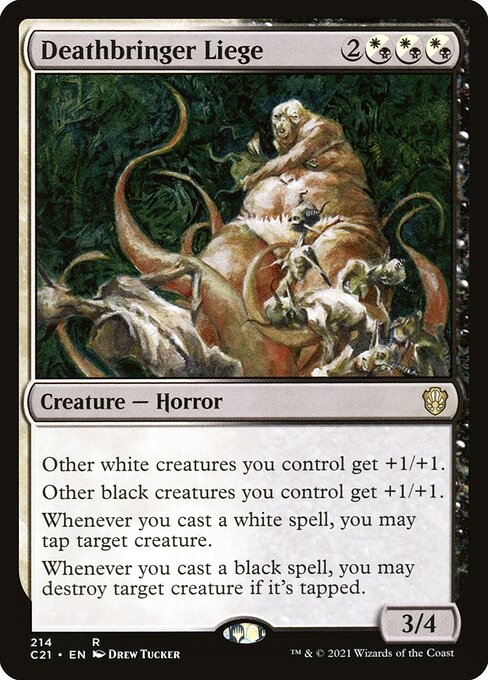 Deathbringer Liege 2
Creature — Horror
Other white creatures you control get +1/+1.
Other black creatures you control get +1/+1.
Whenever you cast a white spell, you may
tap target creature.
Whenever you cast a black spell, you may
destroy target creature if it's tapped.
3/4
214 R
C21 • EN DREW TUCKER ™ & © 2021 Wizards of the Coast